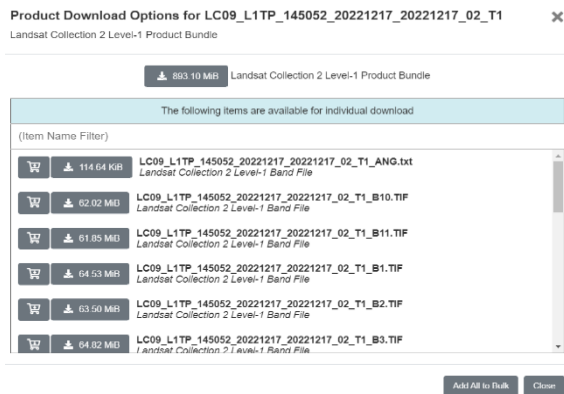 Product Download Options for LC09_L1TP_145052_20221217_20221217_02_T1
Landsat Collection 2 Level-1 Product Bundle
893.10 MiB Landsat Collection 2 Level-1 Product Bundle
The following items are available for individual download
(Item Name Filter)
114.64 KiB LC09_L1TP_145052_20221217_20221217_02_T1_ANG.txt
Landsat Collection 2 Level-1 Band File
62.02 MiB LC09_L1TP_145052_20221217_20221217_02_T1_B10.TIF
Landsat Collection 2 Level-1 Band File
61.85 MiB LC09_L1TP_145052_20221217_20221217_02_T1_B11.TIF
Landsat Collection 2 Level-1 Band File
64.53 MiB LC09_L1TP_145052_20221217_20221217_02_T1_B1.TIF
Landsat Collection 2 Level-1 Band File
63.50 MiB LC09_L1TP_145052_20221217_20221217_02_T1_B2.TIF
Landsat Collection 2 Level-1 Band File
64.82 MiB LC09_L1TP_145052_20221217_20221217_02_T1_B3.TIF
Landsat Collection 2 Level-1 Band File
Add All to Bulk Close